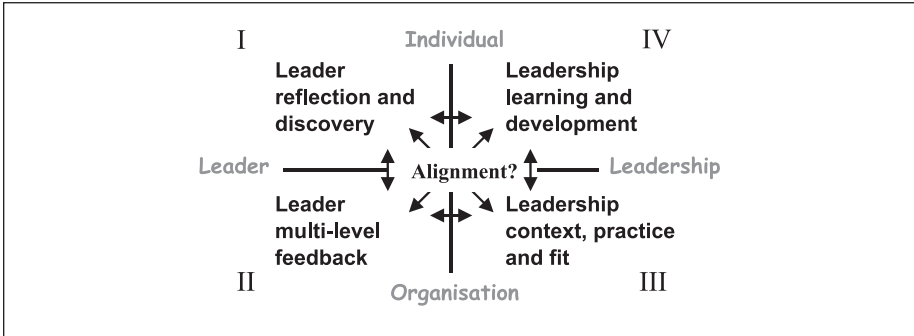 I
Individual
IV
Leader
reflection and
discovery
Leadership
learning and
development
Leader
Alignment?
Leadership
Leader
multi-level
feedback
Leadership
context, practice
and fit
II
Organisation
III